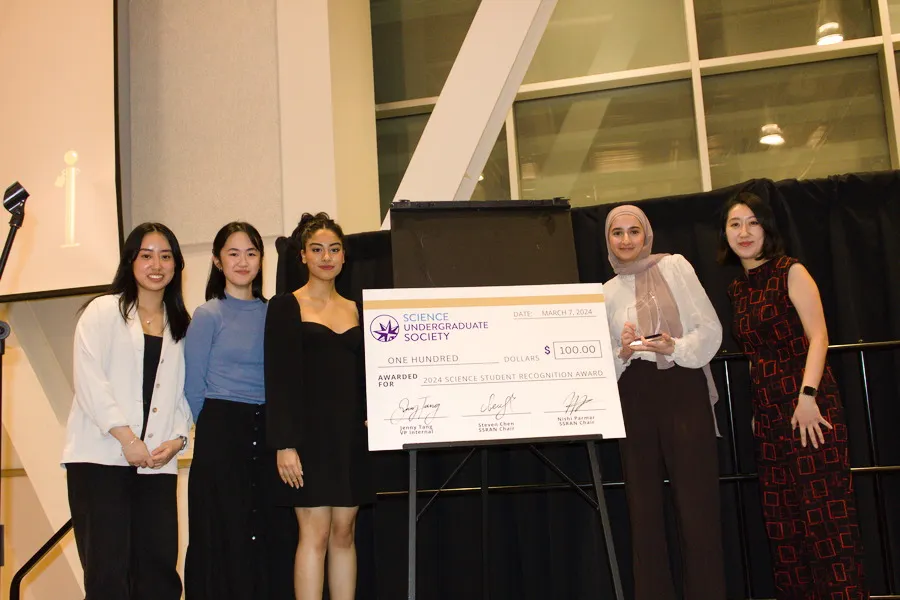 SCIENCE
UNDERGRADUATE
SOCIETY
DATE: MARCH 7, 2024
ONE HUNDRED DOLLARS $ 100.00
AWARDED
FOR 2024 SCIENCE STUDENT RECOGNITION AWARD
Jenny Tang
VP Internal
Steven Chen
SSRAN Chair
Nishi Parmar
SSRAN Chair